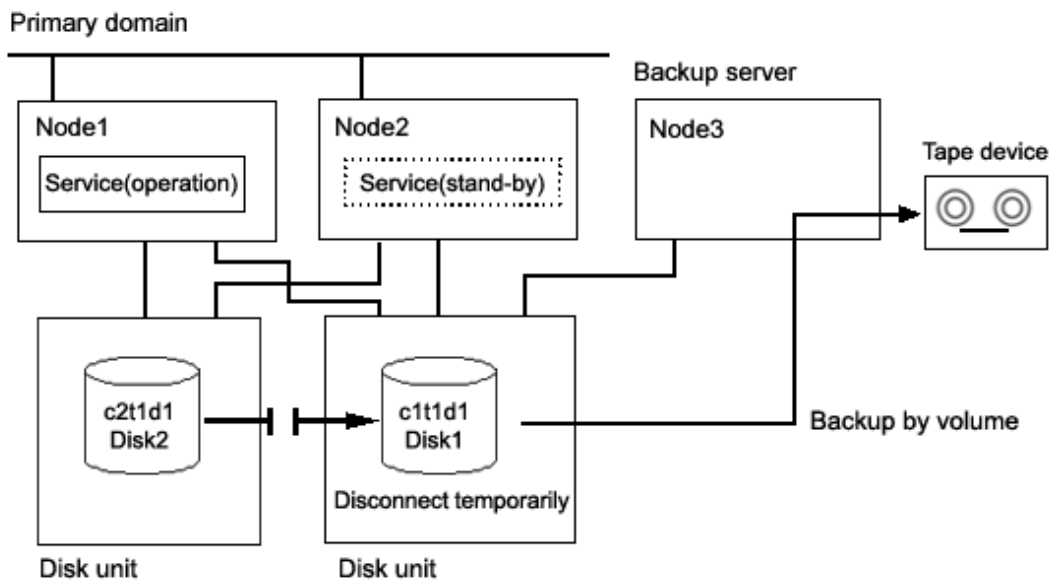 Primary domain
Backup server
Node1
Node2
Node3
Tape device
Service(operation)
Service(stand-by)
c2t1d1
Disk2
c1t1d1
Disk1
Backup by volume
Disconnect temporarily
Disk unit
Disk unit